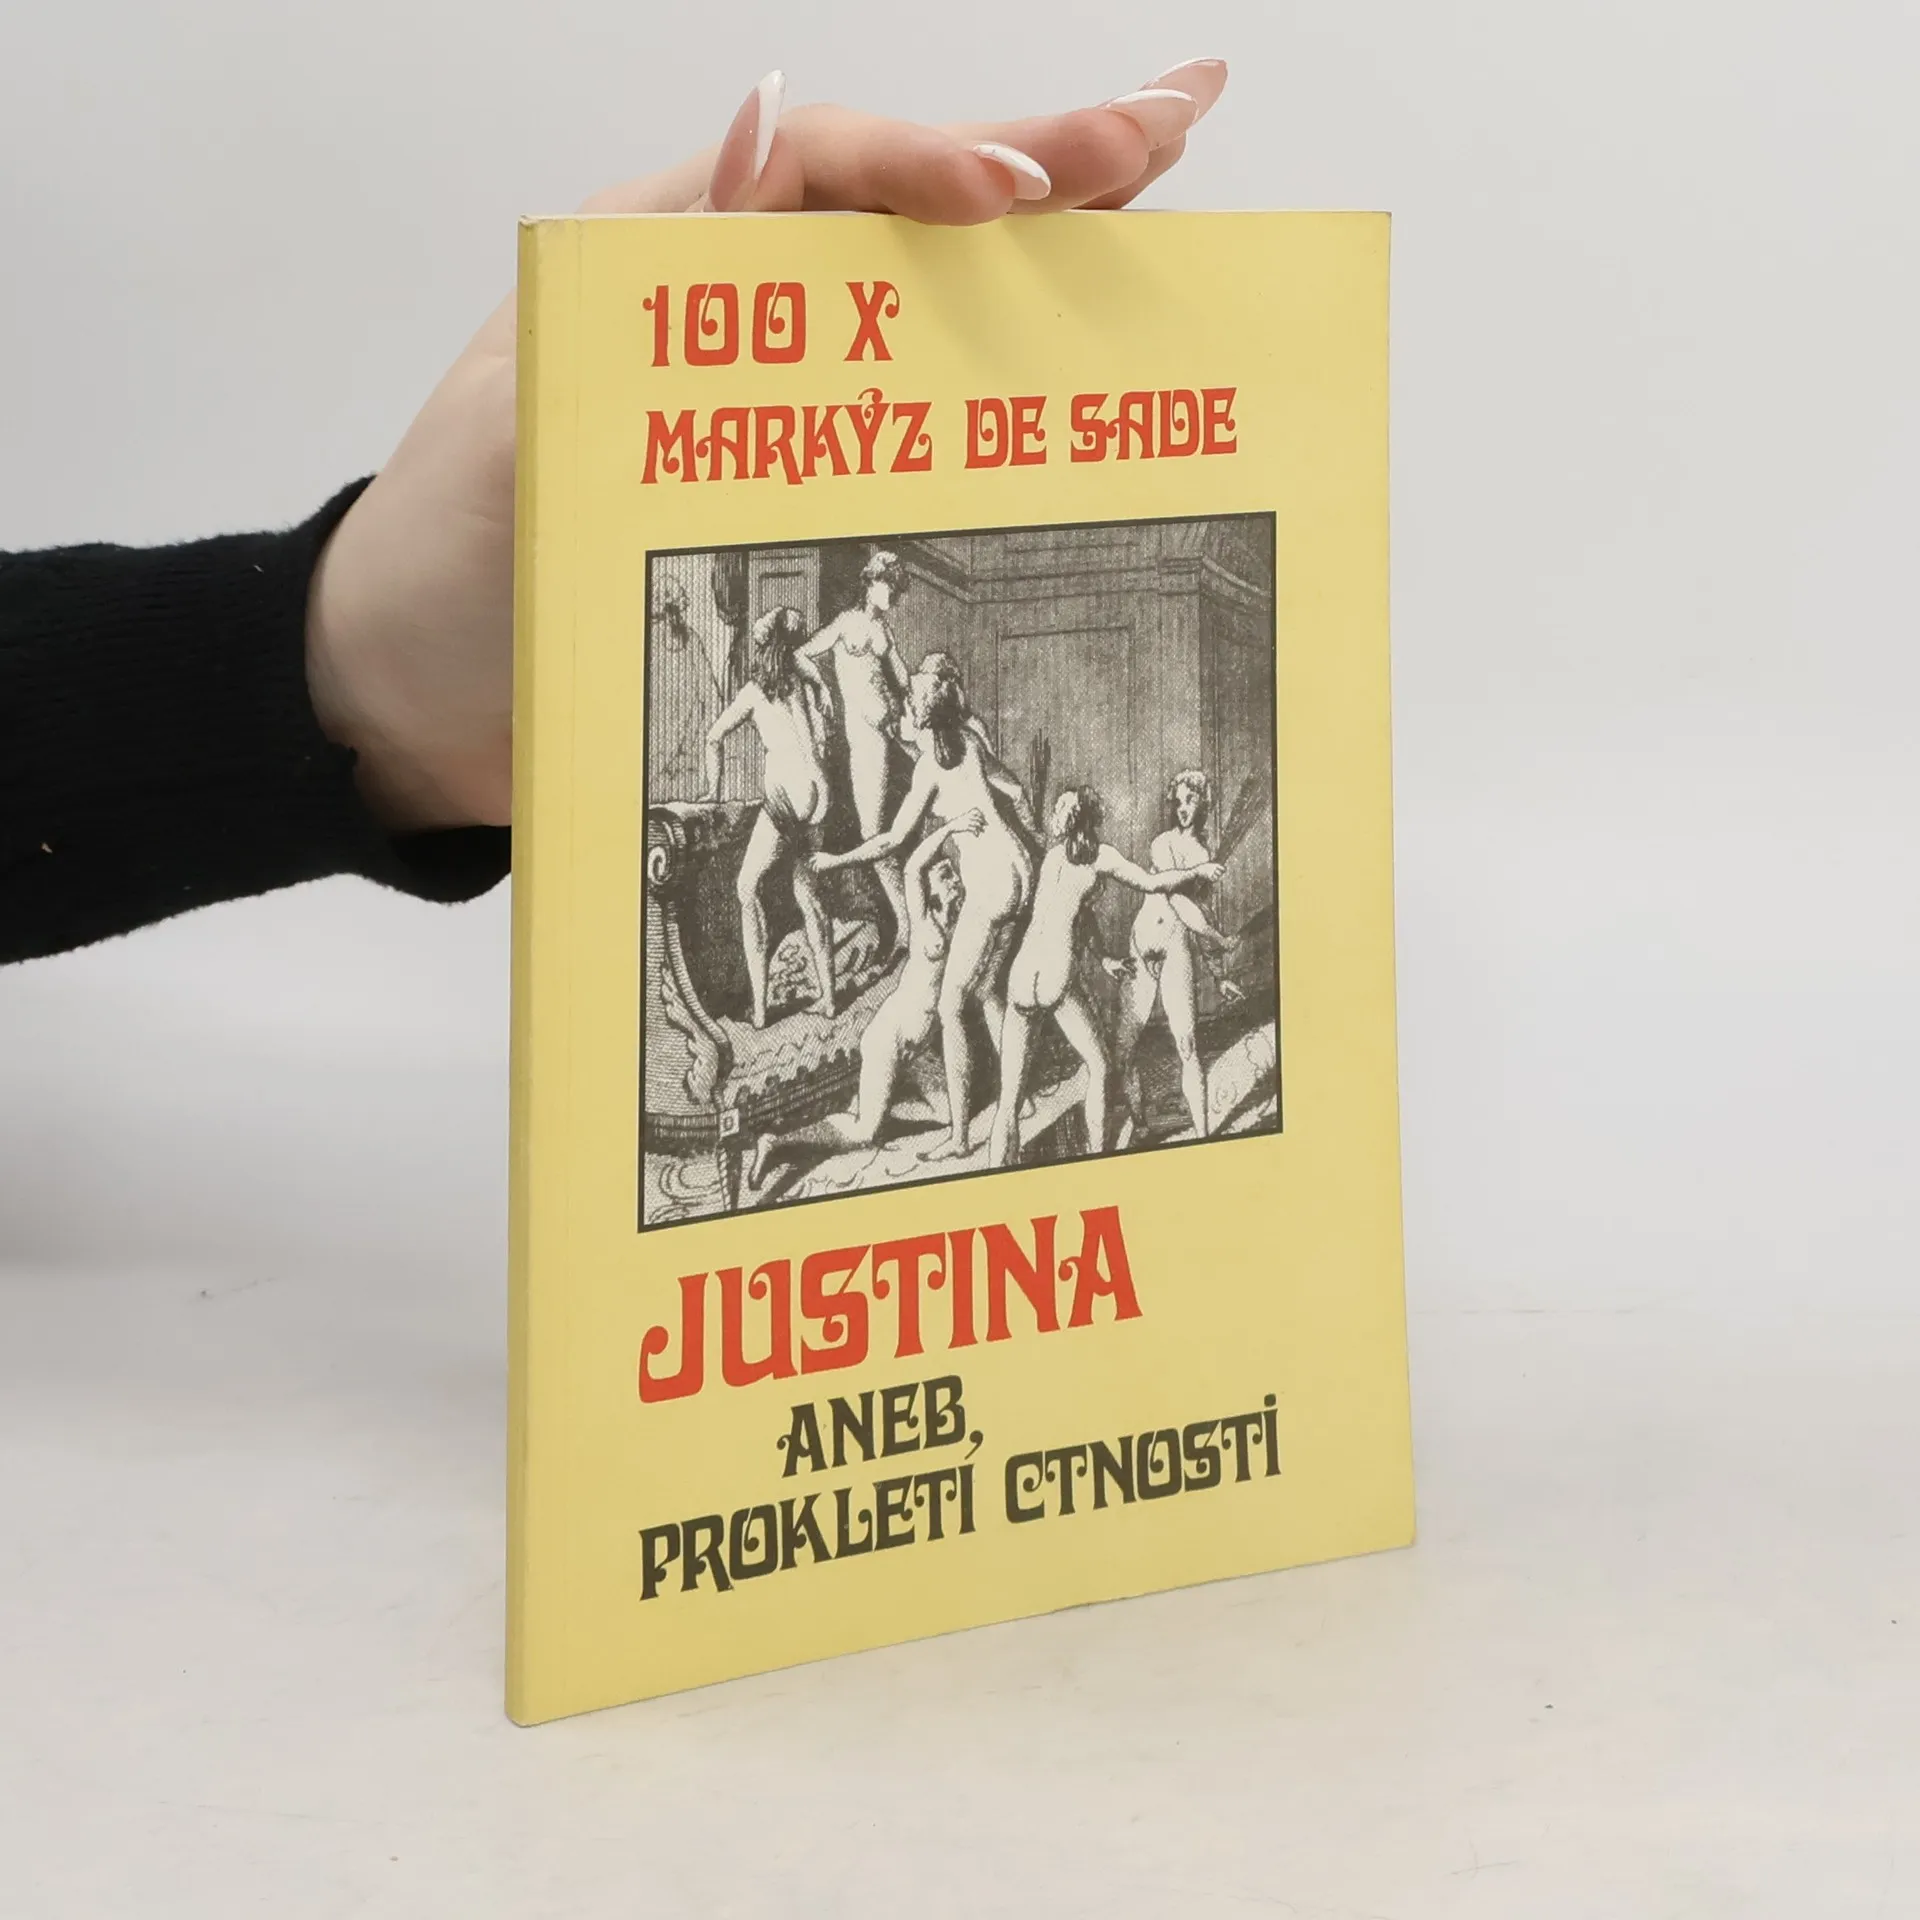 100 X
MARKÝZ DE SADE
JUSTINA
ANEB,
PROKLETÍ CTNOSTI